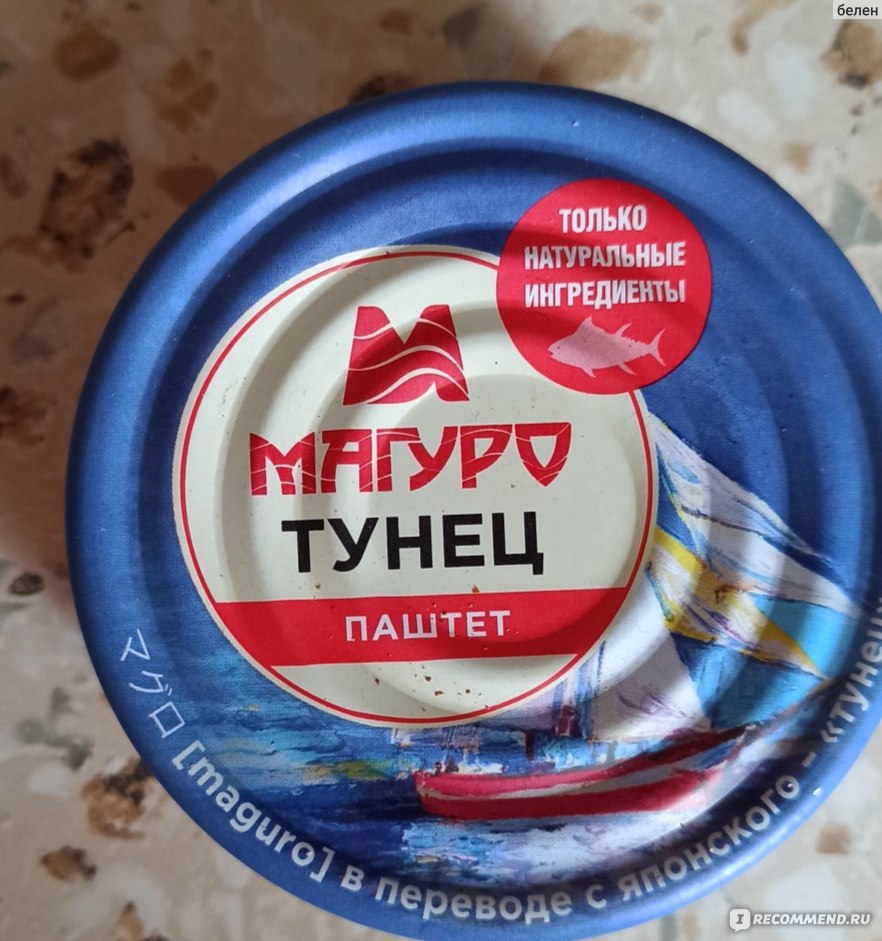 белен
ТОЛЬКО
НАТУРАЛЬНЫЕ
ИНГРЕДИЕНТЫ
МАГУРО
ТУНЕЦ
ПАШТЕТ
マグロ [maguro] в переводе с японского – «тунец»
I RECOMMEND.RU